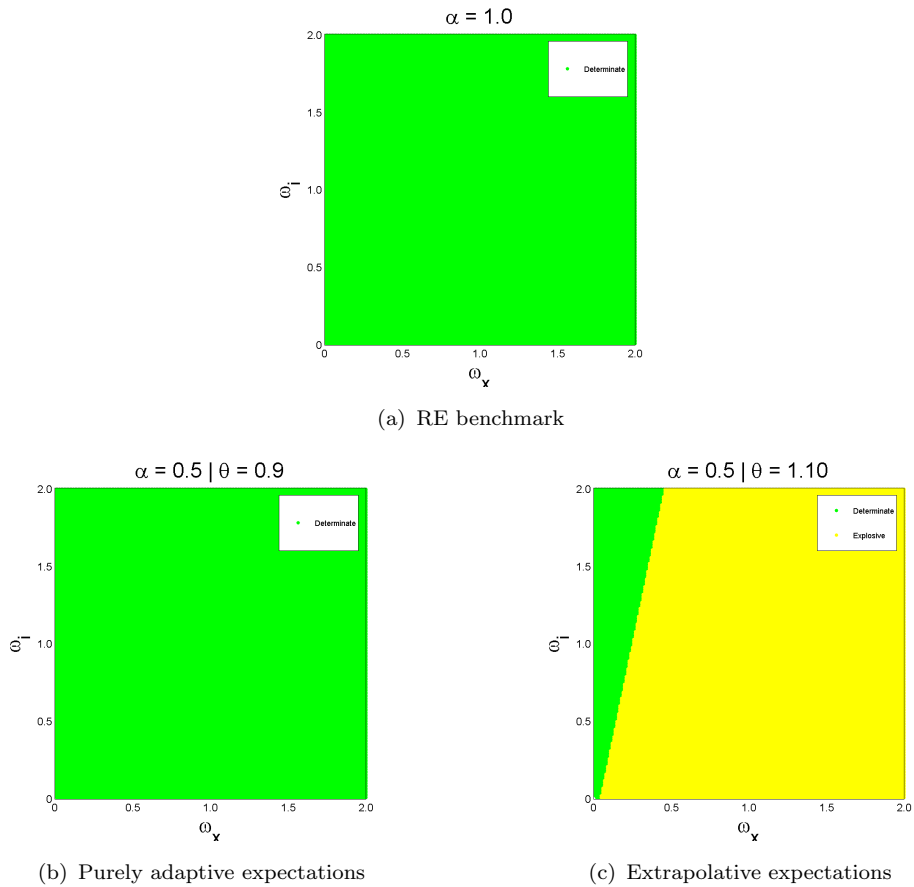 α = 1.0
2.0
Determinate
1.5
ω_i
1.0
0.5
0
0 0.5 1.0 1.5 2.0
ω_x
(a) RE benchmark
α = 0.5 | θ = 0.9
2.0
Determinate
1.5
ω_i
1.0
0.5
0
0 0.5 1.0 1.5 2.0
ω_x
(b) Purely adaptive expectations
α = 0.5 | θ = 1.10
2.0
Determinate
Explosive
1.5
ω_i
1.0
0.5
0
0 0.5 1.0 1.5 2.0
ω_x
(c) Extrapolative expectations